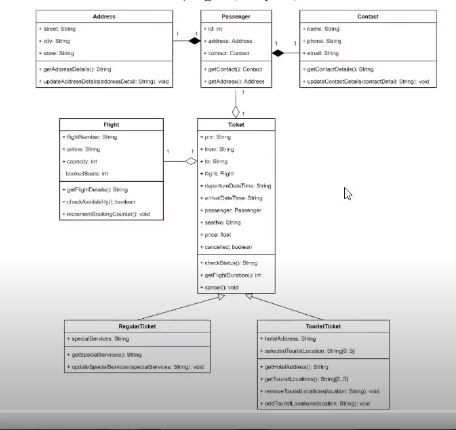 Address
+ street: String
+ city: String
+ state: String
+ getAddressDetails(): String
+ updateAddressDetails(addressDetail: String): void
1
1
Passenger
+ id: int
+ address: Address
+ contact: Contact
+ getContact(): Contact
+ getAddress(): Address
1
1
Contact
+ name: String
+ phone: String
+ email: String
+ getContactDetails(): String
+ updateContactDetails(contactDetail: String): void
1
1
Flight
+ flightNumber: String
+ airline: String
+ capacity: int
- bookedSeats: int
+ getFlightDetails(): String
+ checkAvailability(): boolean
+ incrementBookingCounter(): void
1
1
Ticket
+ pnr: String
+ from: String
+ to: String
+ flight: Flight
+ departureDateTime: String
+ arrivalDateTime: String
+ passenger: Passenger
+ seatNo: String
+ price: float
+ cancelled: boolean
+ checkStatus(): String
+ getFlightDuration(): int
+ cancel(): void
RegularTicket
+ specialServices: String
+ getSpecialServices(): String
+ updateSpecialServices(specialServices: String): void
TouristTicket
+ hotelAddress: String
+ selectedTouristLocation: String[0..5]
+ getHotelAddress(): String
+ getTouristLocations(): String[0..5]
+ removeTouristLocations(location: String): void
+ addTouristLocations(location: String): void